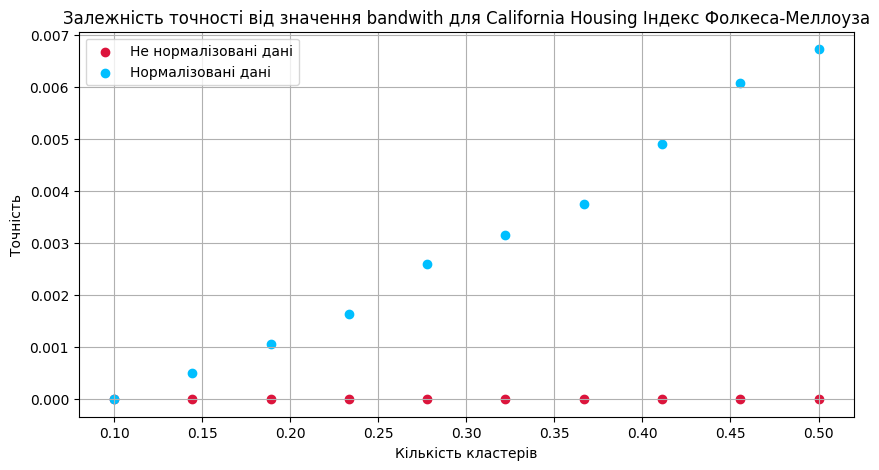 Залежність точності від значення bandwith для California Housing Індекс Фолкеса-Меллоуза
Не нормалізовані дані
Нормалізовані дані
0.007
0.006
0.005
0.004
0.003
0.002
0.001
0.000
Точність
0.10 0.15 0.20 0.25 0.30 0.35 0.40 0.45 0.50
Кількість кластерів